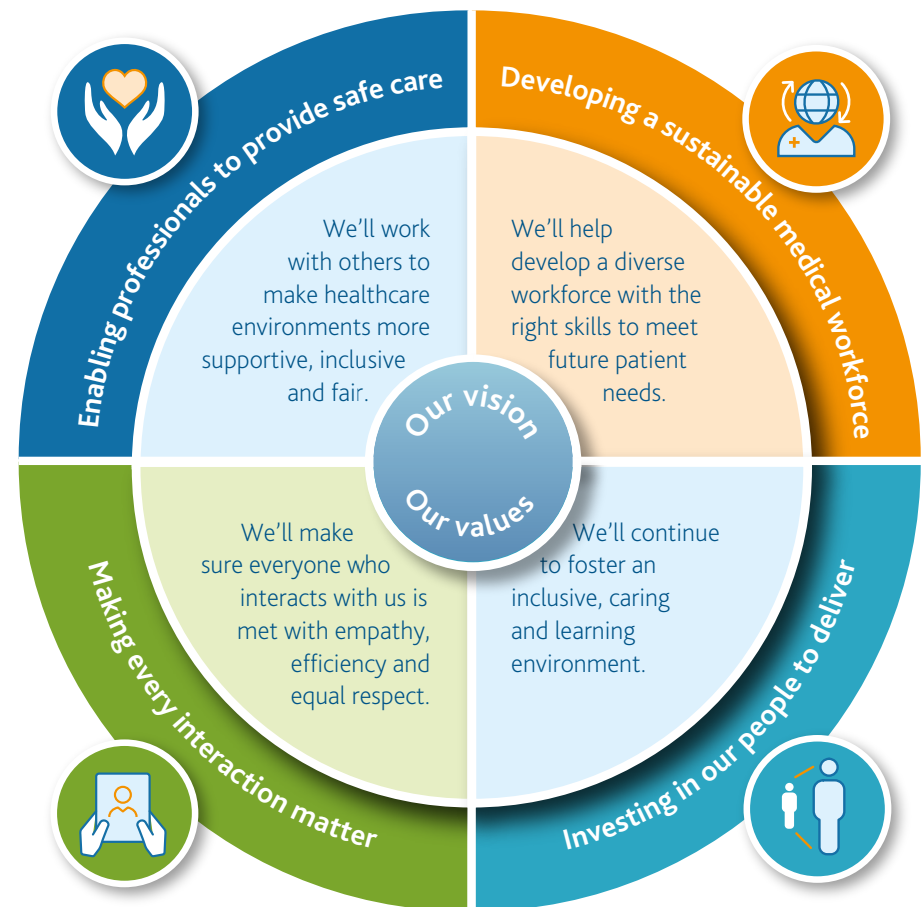 Enabling professionals to provide safe care
We’ll work
with others to
make healthcare
environments more
supportive, inclusive
and fair.
Developing a sustainable medical workforce
We’ll help
develop a diverse
workforce with the
right skills to meet
future patient
needs.
Our vision
Our values
Making every interaction matter
We’ll make
sure everyone who
interacts with us is
met with empathy,
efficiency and
equal respect.
Investing in our people to deliver
We’ll continue
to foster an
inclusive, caring
and learning
environment.